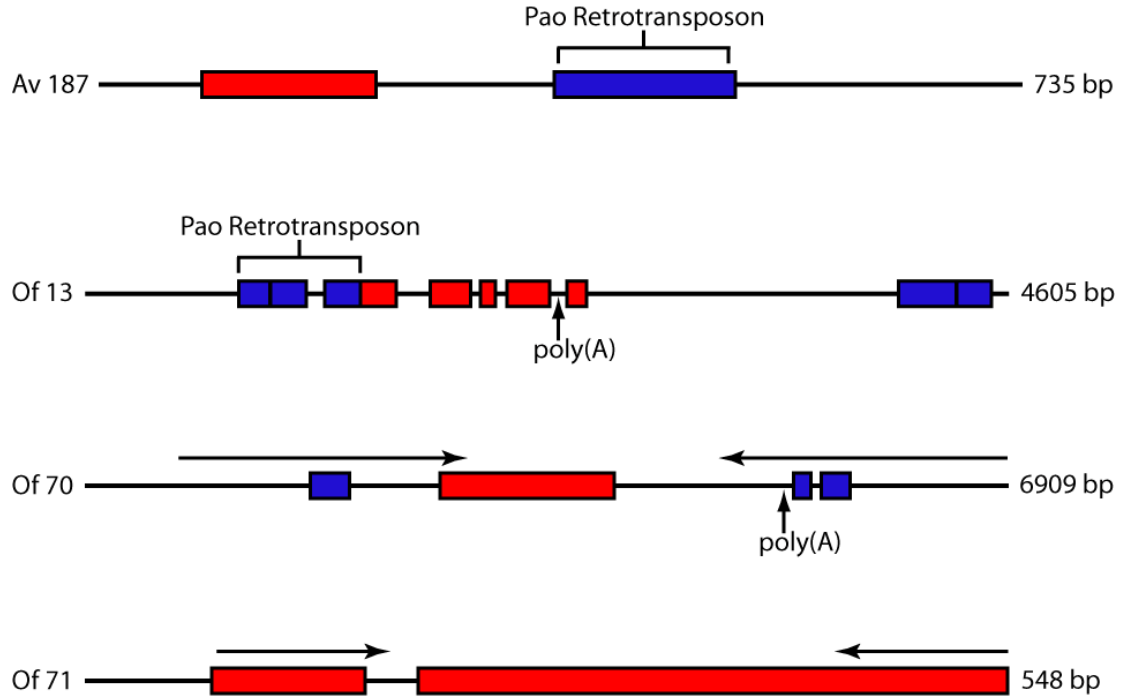 Pao Retrotransposon
Av 187
735 bp
Pao Retrotransposon
Of 13
4605 bp
poly(A)
Of 70
6909 bp
poly(A)
Of 71
548 bp